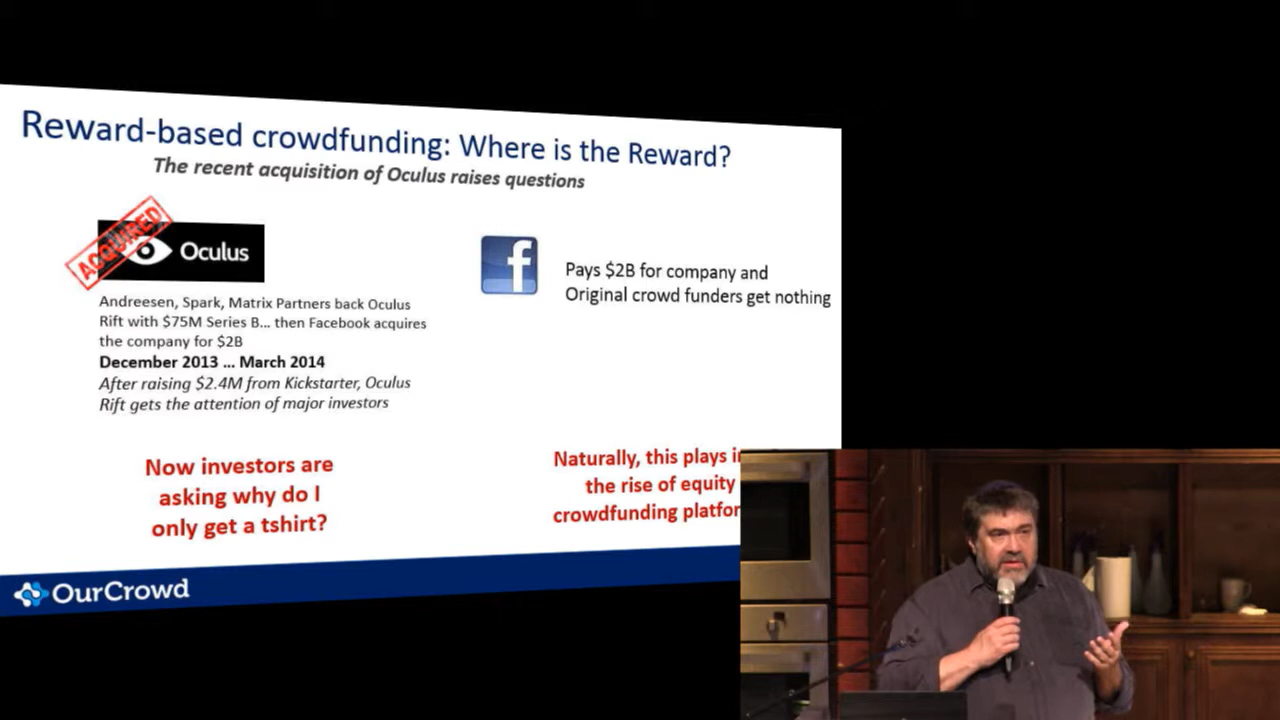 Reward-based crowdfunding: Where is the Reward?
The recent acquisition of Oculus raises questions
ACQUIRED
Oculus
Andreesen, Spark, Matrix Partners back Oculus
Rift with $75M Series B... then Facebook acquires
the company for $2B
December 2013 ... March 2014
After raising $2.4M from Kickstarter, Oculus
Rift gets the attention of major investors
f
Pays $2B for company and
Original crowd funders get nothing
Now investors are
asking why do I
only get a tshirt?
Naturally, this plays
the rise of equity
crowdfunding
OurCrowd